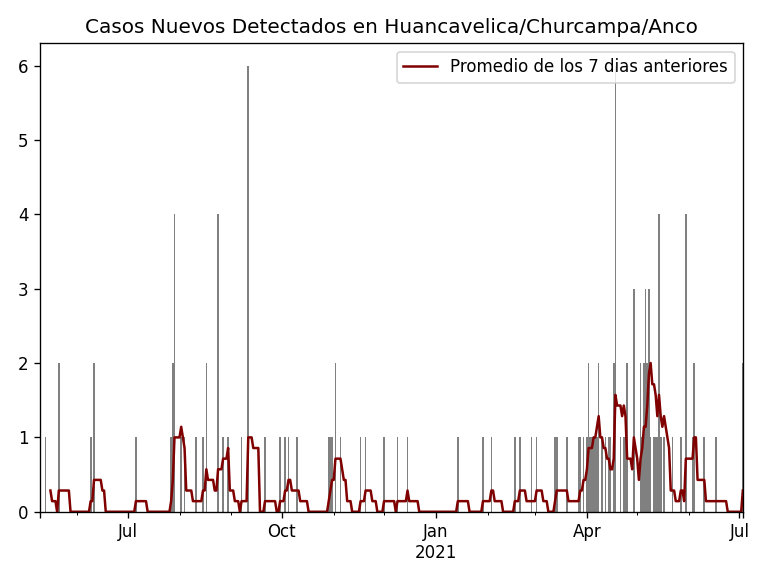 Casos Nuevos Detectados en Huancavelica/Churcampa/Anco
Promedio de los 7 dias anteriores
6
5
4
3
2
1
0
Jul
Oct
Jan
2021
Apr
Jul